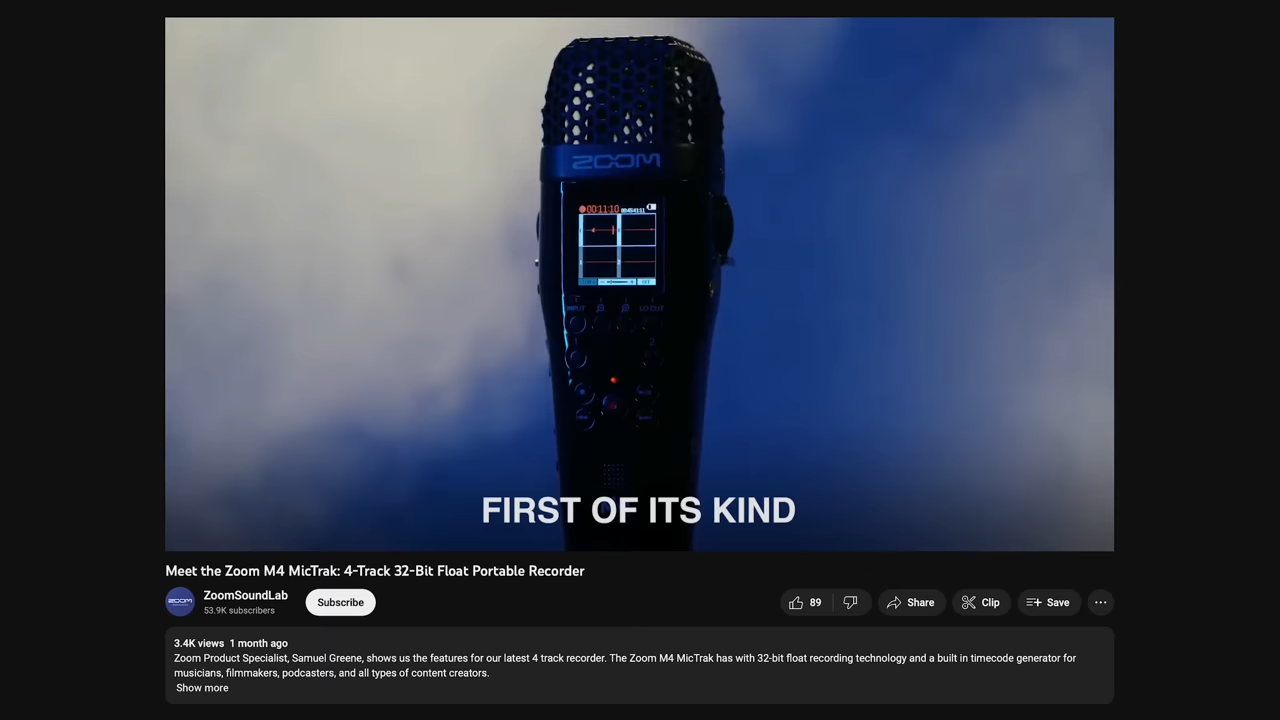 ZOOM
00:11:10
INPUT
LO CUT
2
FIRST OF ITS KIND
Meet the Zoom M4 MicTrak: 4-Track 32-Bit Float Portable Recorder
ZOOM
ZoomSoundLab
53.9K subscribers
Subscribe
89
Share
Clip
Save
3.4K views 1 month ago
Zoom Product Specialist, Samuel Greene, shows us the features for our latest 4 track recorder. The Zoom M4 MicTrak has with 32-bit float recording technology and a built in timecode generator for
musicians, filmmakers, podcasters, and all types of content creators.
Show more